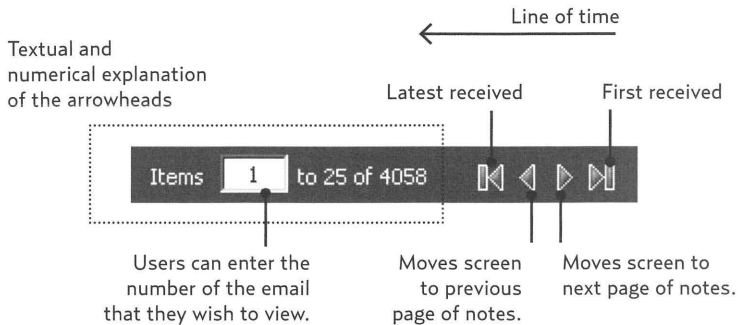 Line of time
Textual and
numerical explanation
of the arrowheads
Latest received
First received
Items 1 to 25 of 4058
Users can enter the
number of the email
that they wish to view.
Moves screen
to previous
page of notes.
Moves screen to
next page of notes.